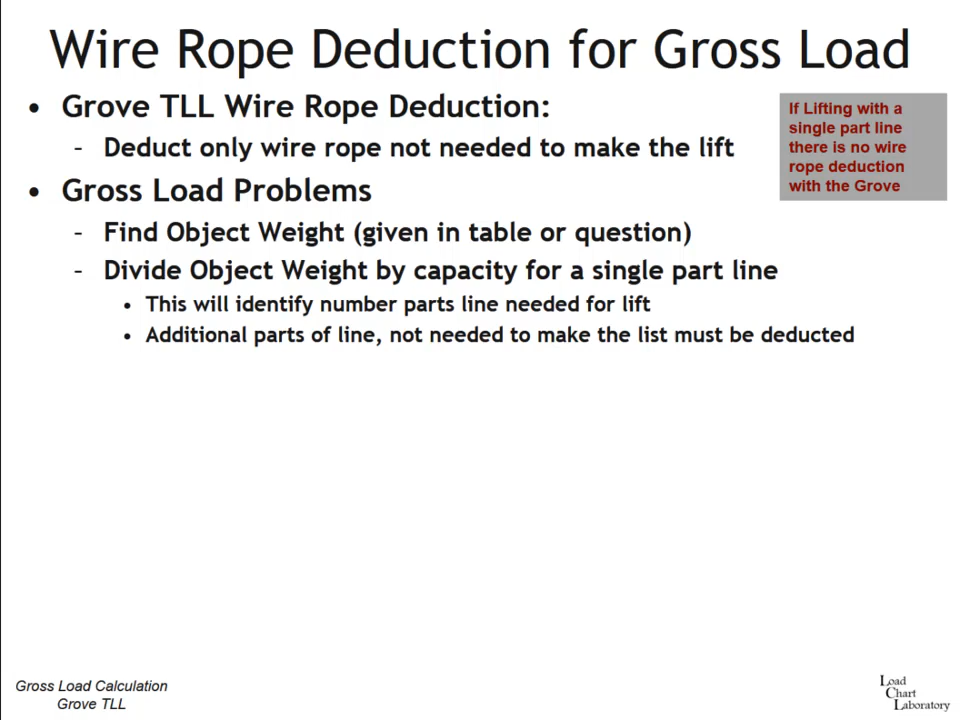 Wire Rope Deduction for Gross Load
• Grove TLL Wire Rope Deduction:
– Deduct only wire rope not needed to make the lift
• Gross Load Problems
– Find Object Weight (given in table or question)
– Divide Object Weight by capacity for a single part line
• This will identify number parts line needed for lift
• Additional parts of line, not needed to make the list must be deducted
If Lifting with a
single part line
there is no wire
rope deduction
with the Grove
Gross Load Calculation
Grove TLL
Load
Chart
Laboratory